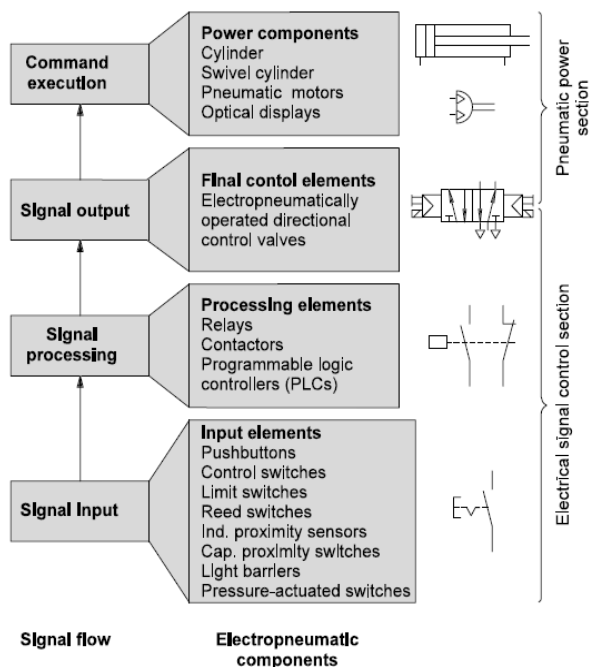 Power components
Cylinder
Swivel cylinder
Pneumatic motors
Optical displays
Command
execution
Pneumatic power
section
Final contol elements
Electropneumatically
operated directional
control valves
Signal output
Processing elements
Relays
Contactors
Programmable logic
controllers (PLCs)
Signal
processing
Electrical signal control section
Input elements
Pushbuttons
Control switches
Limit switches
Reed switches
Ind. proximity sensors
Cap. proximity switches
Light barriers
Pressure-actuated switches
Signal Input
Signal flow
Electropneumatic
components